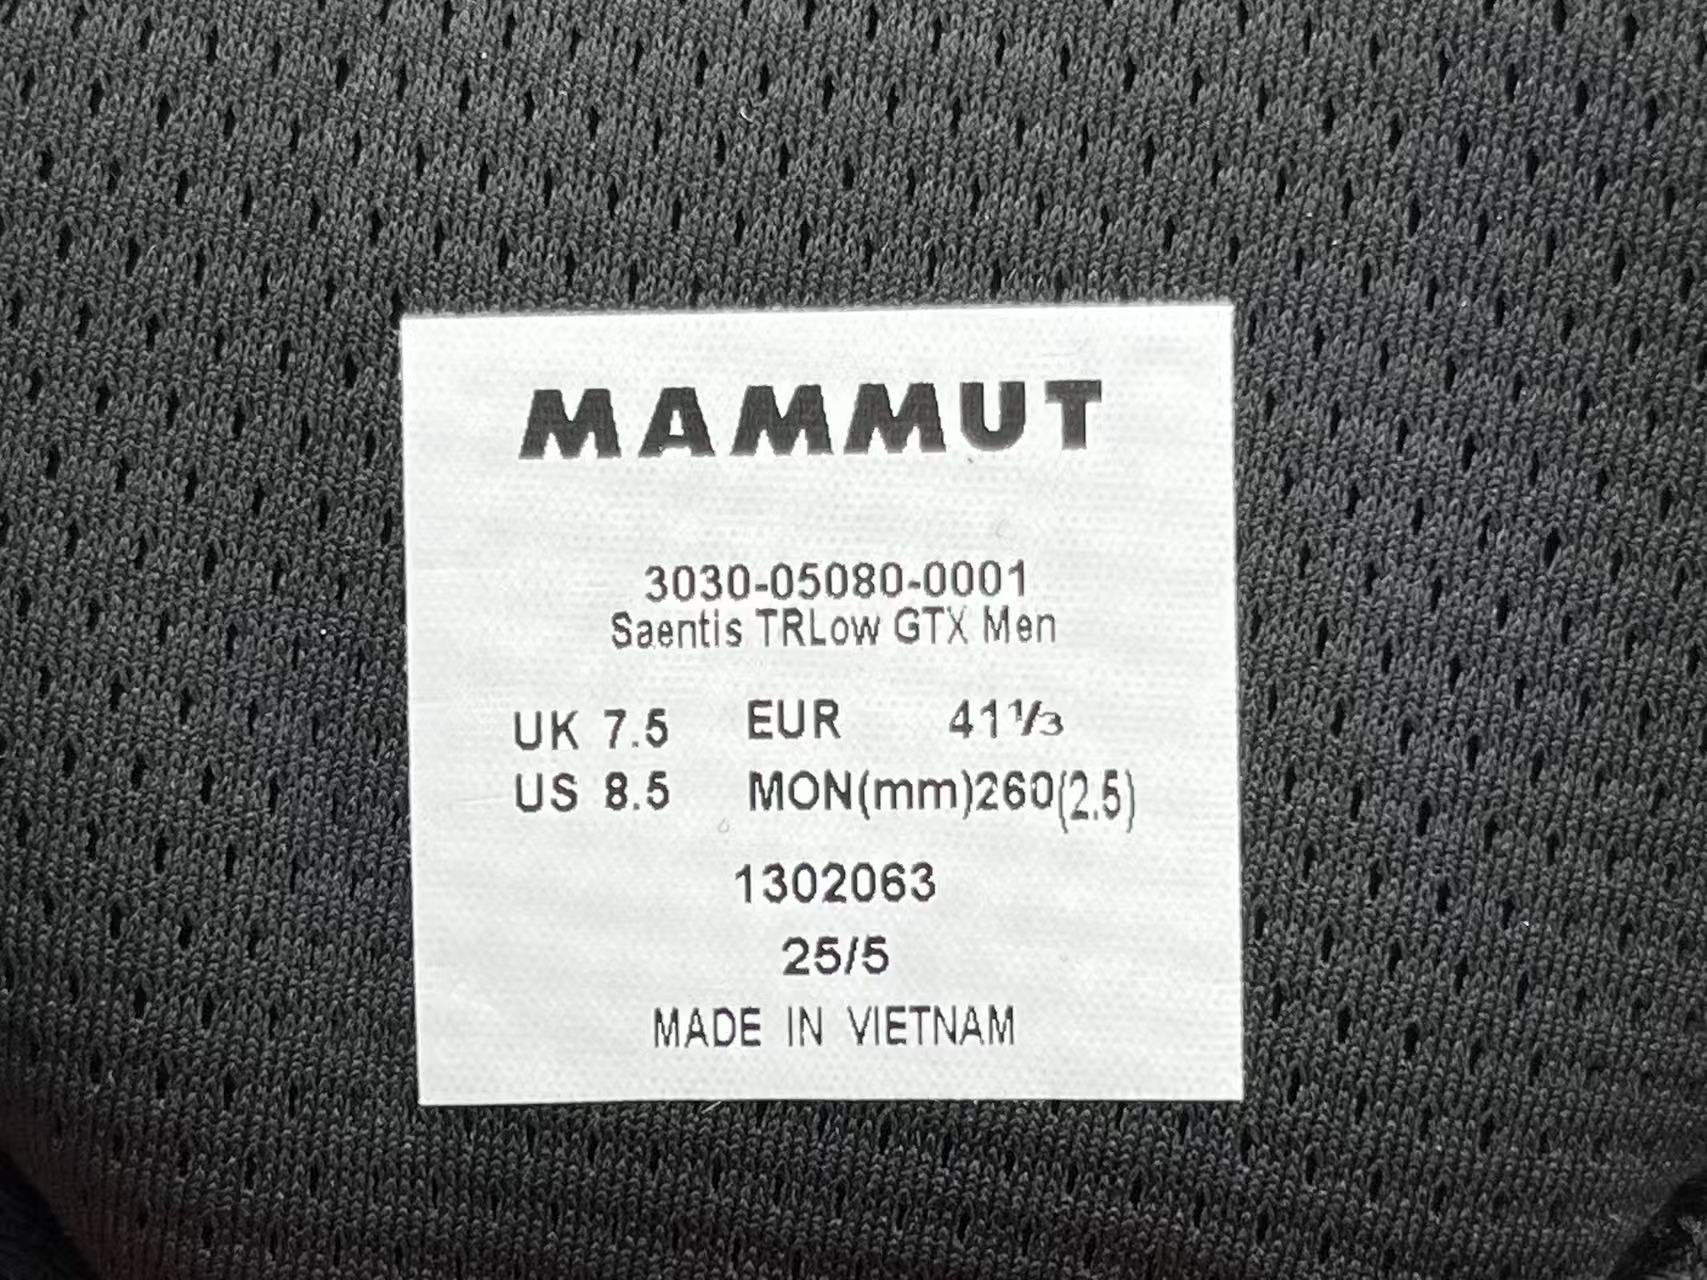 MAMMUT
3030-05080-0001
Saentis TRLow GTX Men
UK 7.5 EUR 41⅓
US 8.5 MON(mm)260(2.5)
1302063
25/5
MADE IN VIETNAM